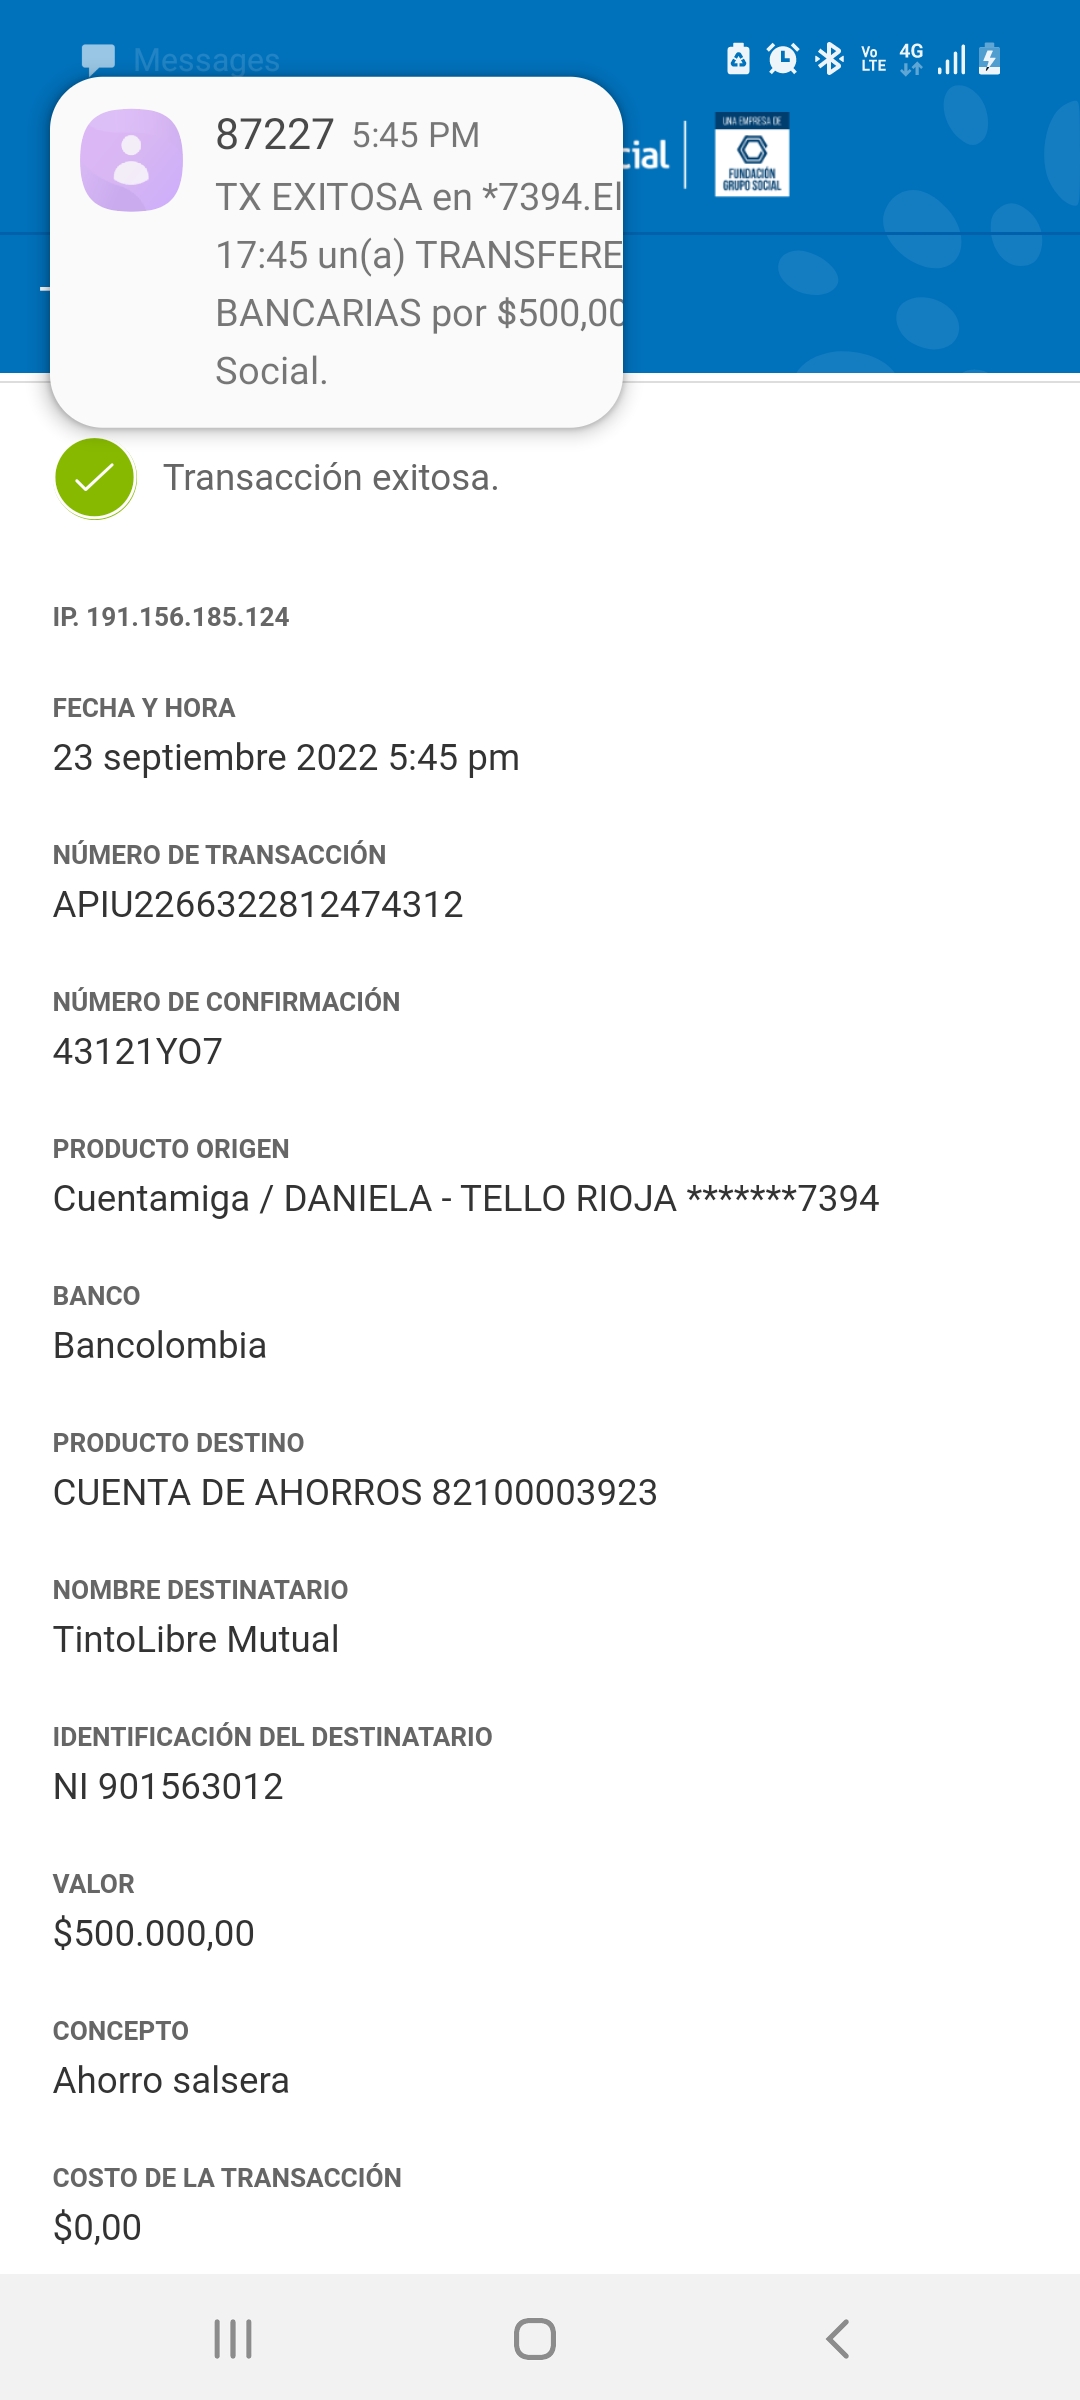 Messages
VoLTE 4G
87227 5:45 PM
TX EXITOSA en *7394.El
17:45 un(a) TRANSFERE
BANCARIAS por $500,00
Social.
cial
UNA EMPRESA DE
FUNDACIÓN
GRUPO SOCIAL
Transacción exitosa.
IP. 191.156.185.124
FECHA Y HORA
23 septiembre 2022 5:45 pm
NÚMERO DE TRANSACCIÓN
APIU2266322812474312
NÚMERO DE CONFIRMACIÓN
43121YO7
PRODUCTO ORIGEN
Cuentamiga / DANIELA - TELLO RIOJA *******7394
BANCO
Bancolombia
PRODUCTO DESTINO
CUENTA DE AHORROS 82100003923
NOMBRE DESTINATARIO
TintoLibre Mutual
IDENTIFICACIÓN DEL DESTINATARIO
NI 901563012
VALOR
$500.000,00
CONCEPTO
Ahorro salsera
COSTO DE LA TRANSACCIÓN
$0,00